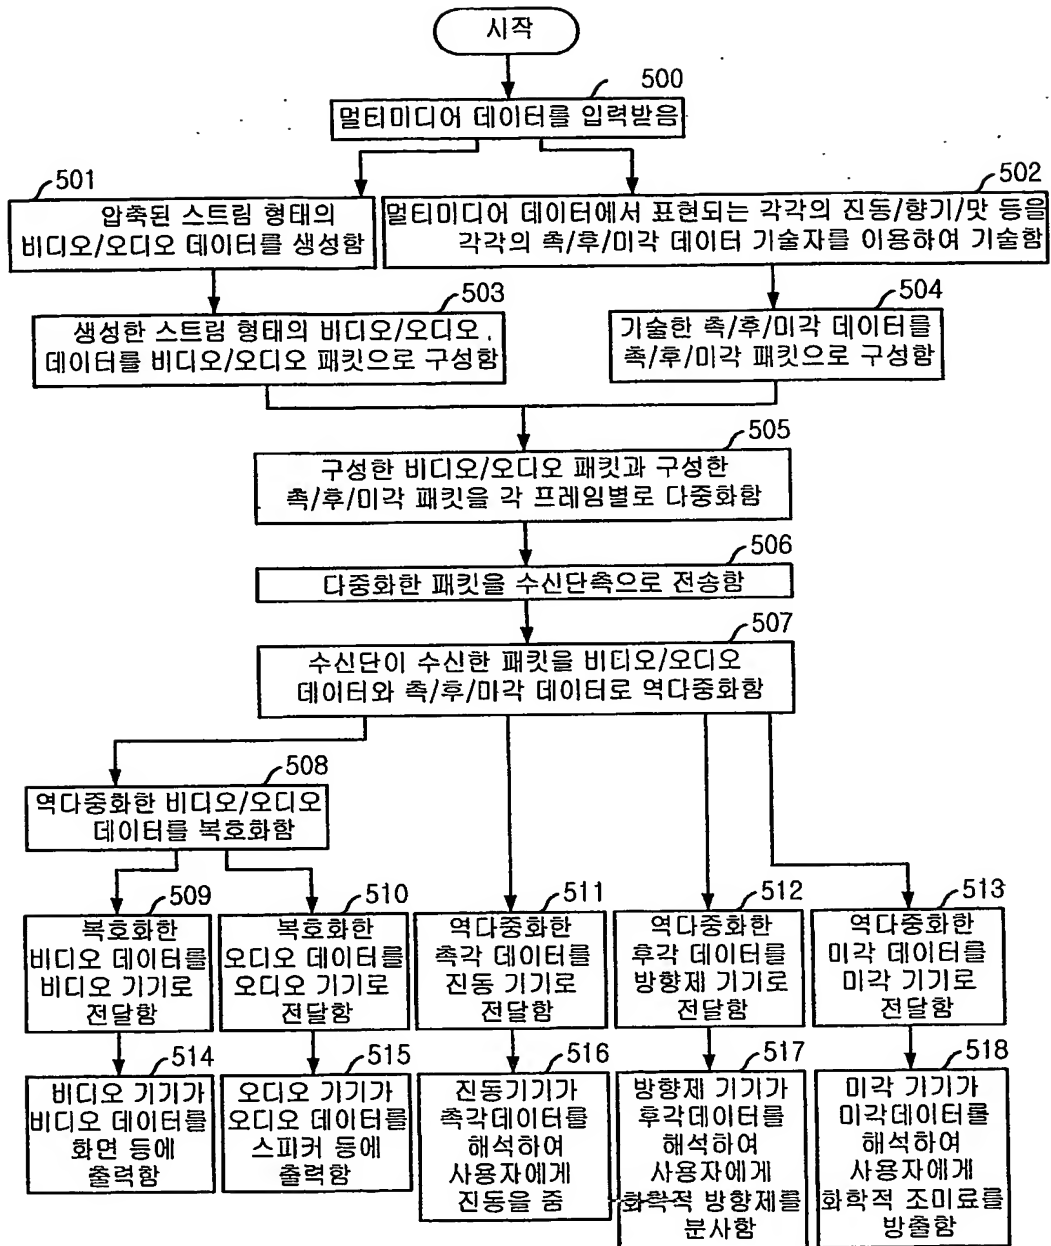 시작
500
멀티미디어 데이터를 입력받음
501
압축된 스트림 형태의
비디오/오디오 데이터를 생성함
502
멀티미디어 데이터에서 표현되는 각각의 진동/향기/맛 등을
각각의 촉/후/미각 데이터 기술자를 이용하여 기술함
503
생성한 스트림 형태의 비디오/오디오
데이터를 비디오/오디오 패킷으로 구성함
504
기술한 촉/후/미각 데이터를
촉/후/미각 패킷으로 구성함
505
구성한 비디오/오디오 패킷과 구성한
촉/후/미각 패킷을 각 프레임별로 다중화함
506
다중화한 패킷을 수신단측으로 전송함
507
수신단이 수신한 패킷을 비디오/오디오
데이터와 촉/후/미각 데이터로 역다중화함
508
역다중화한 비디오/오디오
데이터를 복호화함
509
복호화한
비디오 데이터를
비디오 기기로
전달함
510
복호화한
오디오 데이터를
오디오 기기로
전달함
511
역다중화한
촉각 데이터를
진동 기기로
전달함
512
역다중화한
후각 데이터를
방향제 기기로
전달함
513
역다중화한
미각 데이터를
미각 기기로
전달함
514
비디오 기기가
비디오 데이터를
화면 등에
출력함
515
오디오 기기가
오디오 데이터를
스피커 등에
출력함
516
진동기기가
촉각데이터를
해석하여
사용자에게
진동을 줌
517
방향제 기기가
후각데이터를
해석하여
사용자에게
화학적 방향제를
분사함
518
미각 기기가
미각데이터를
해석하여
사용자에게
화학적 조미료를
방출함